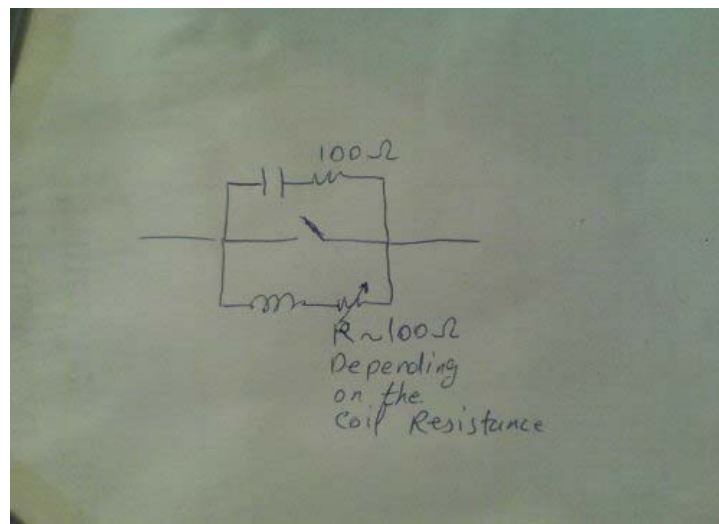 100Ω
R~100Ω
Depending
on the
Coil Resistance